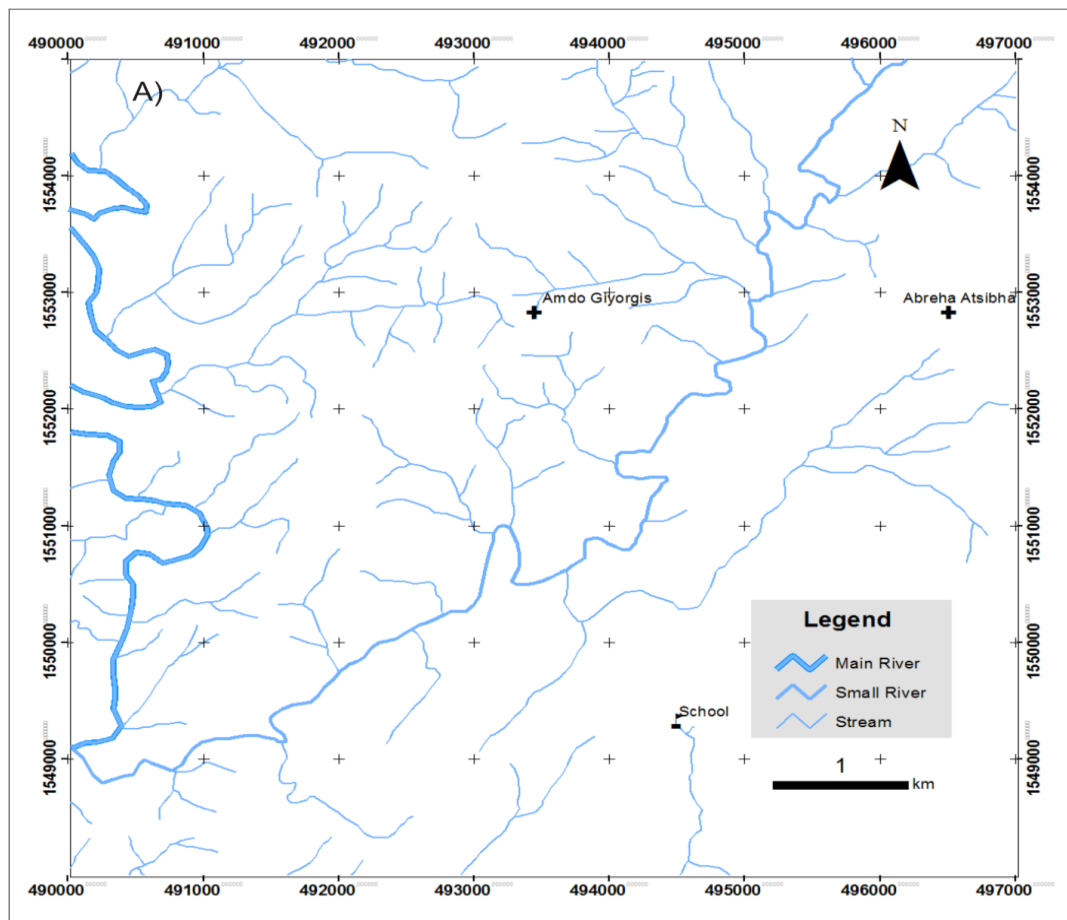 490000 491000 492000 493000 494000 495000 496000 497000
A)
N
1554000 1554000
1553000 1553000
Amdo Giyorgis Abreha Atsibha
1552000 1552000
1551000 1551000
1550000 1550000
Legend
Main River
Small River
Stream
School
1549000 1549000
1
km
490000 491000 492000 493000 494000 495000 496000 497000